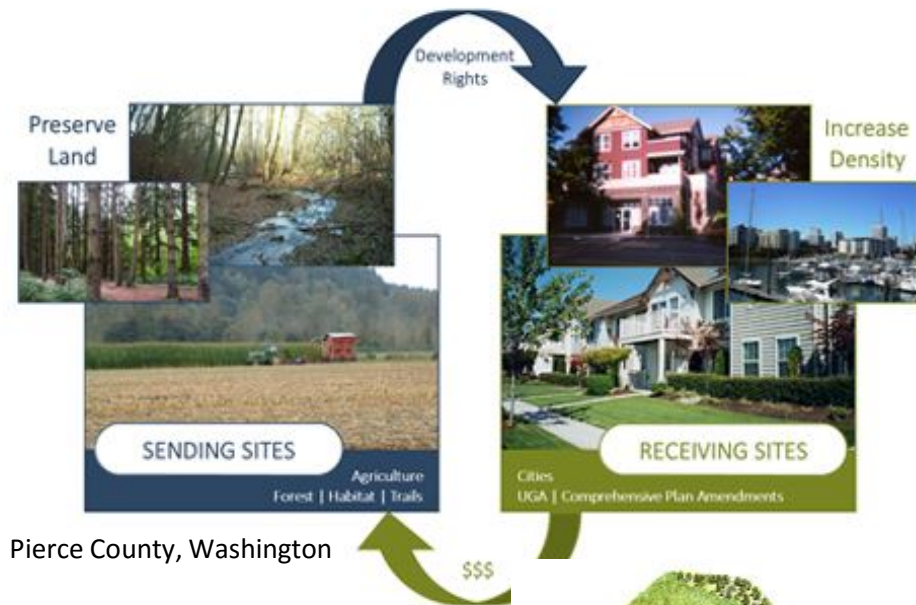 Development
Rights
Preserve
Land
Increase
Density
SENDING SITES
Agriculture
Forest | Habitat | Trails
RECEIVING SITES
Cities
UGA | Comprehensive Plan Amendments
Pierce County, Washington
$$$